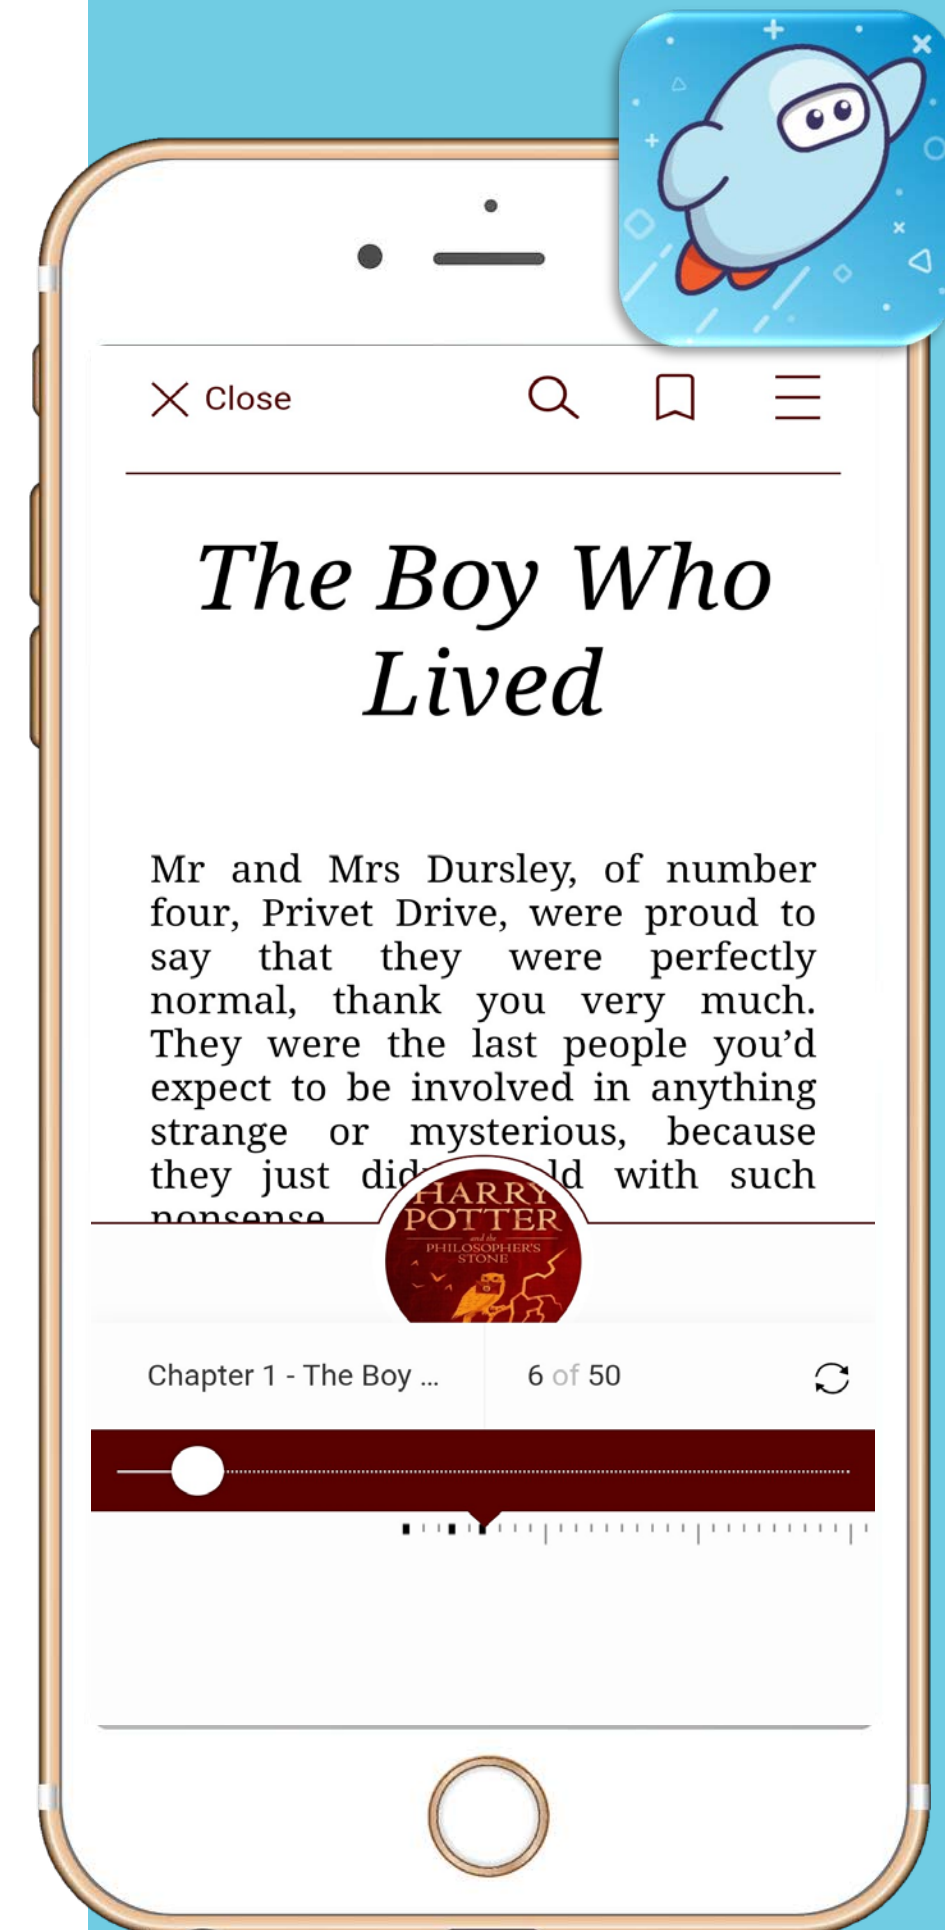 Close
The Boy Who
Lived
Mr and Mrs Dursley, of number
four, Privet Drive, were proud to
say that they were perfectly
normal, thank you very much.
They were the last people you’d
expect to be involved in anything
strange or mysterious, because
they just with such
nonsense
HARRY
POTTER
and the
PHILOSOPHER'S
STONE
Chapter 1 - The Boy ...
6 of 50